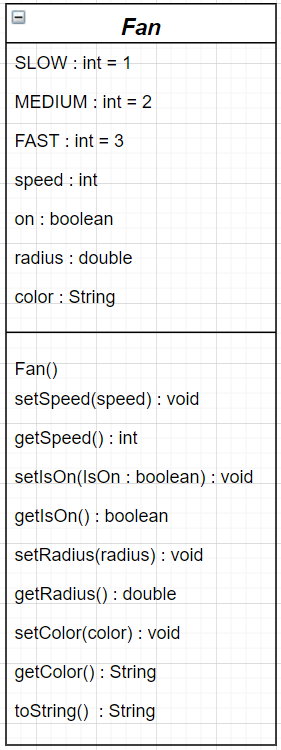 Fan
SLOW : int = 1
MEDIUM : int = 2
FAST : int = 3
speed : int
on : boolean
radius : double
color : String
Fan()
setSpeed(speed) : void
getSpeed() : int
setIsOn(IsOn : boolean) : void
getIsOn() : boolean
setRadius(radius) : void
getRadius() : double
setColor(color) : void
getColor() : String
toString()  : String